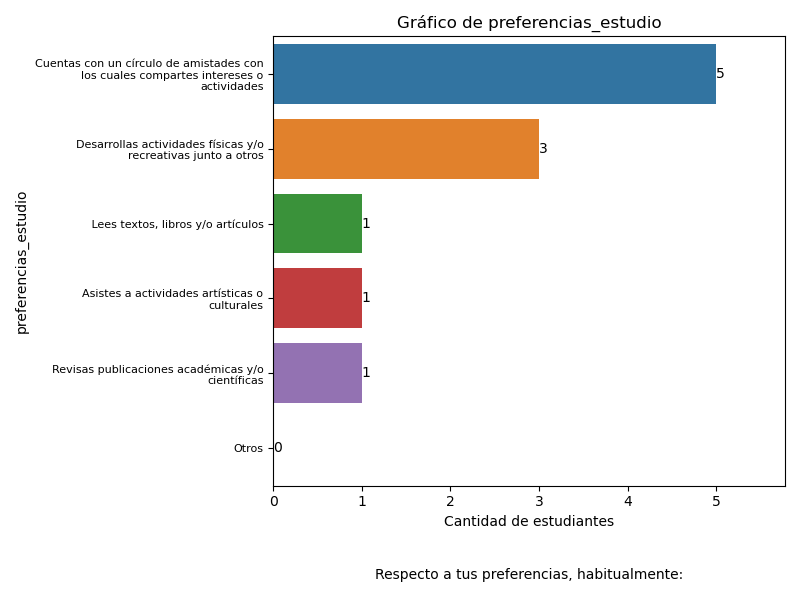 Gráfico de preferencias_estudio
Cuentas con un círculo de amistades con
los cuales compartes intereses o
actividades
5
Desarrollas actividades físicas y/o
recreativas junto a otros
3
Lees textos, libros y/o artículos
1
Asistes a actividades artísticas o
culturales
1
Revisas publicaciones académicas y/o
científicas
1
Otros
0
preferencias_estudio
0 1 2 3 4 5
Cantidad de estudiantes
Respecto a tus preferencias, habitualmente: